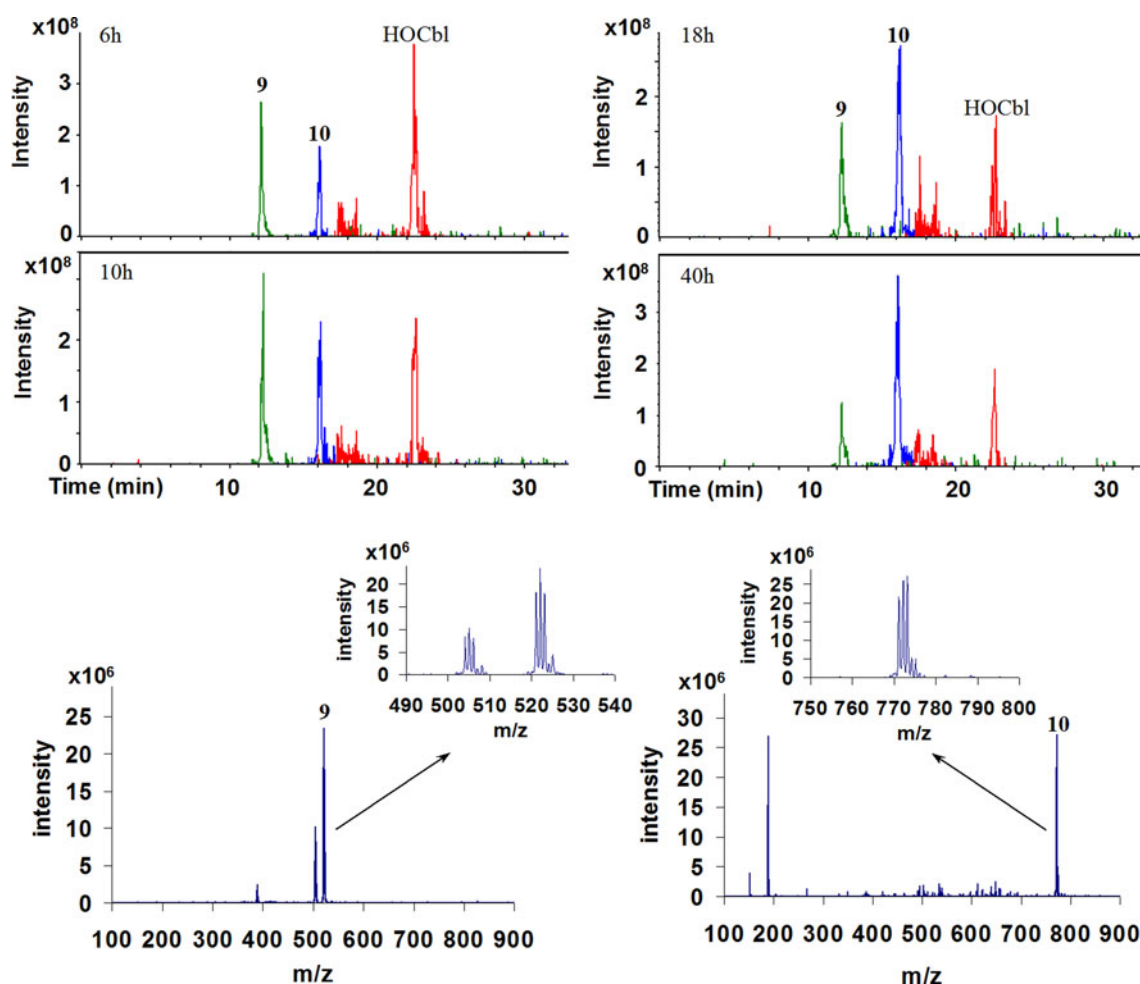 x10⁸
6h
HOCbl
9
10
3
2
1
0
Intensity
x10⁸
10h
2
1
0
Intensity
Time (min)
10
20
30
x10⁸
18h
10
9
HOCbl
2
1
0
Intensity
x10⁸
40h
3
2
1
0
Intensity
Time (min)
10
20
30
x10⁶
20
15
10
5
0
intensity
490 500 510 520 530 540
m/z
x10⁶
25
20
15
10
5
0
intensity
9
100 200 300 400 500 600 700 800 900
m/z
x10⁶
25
20
15
10
5
0
intensity
750 760 770 780 790 800
m/z
x10⁶
30
25
20
15
10
5
0
intensity
10
100 200 300 400 500 600 700 800 900
m/z